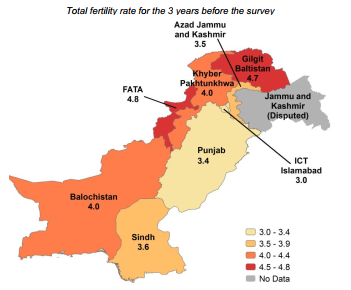 Total fertility rate for the 3 years before the survey
Azad Jammu
and Kashmir
3.5
Gilgit
Baltistan
4.7
Khyber
Pakhtunkhwa
4.0
FATA
4.8
Jammu and
Kashmir
(Disputed)
Punjab
3.4
ICT
Islamabad
3.0
Balochistan
4.0
Sindh
3.6
3.0 - 3.4
3.5 - 3.9
4.0 - 4.4
4.5 - 4.8
No Data